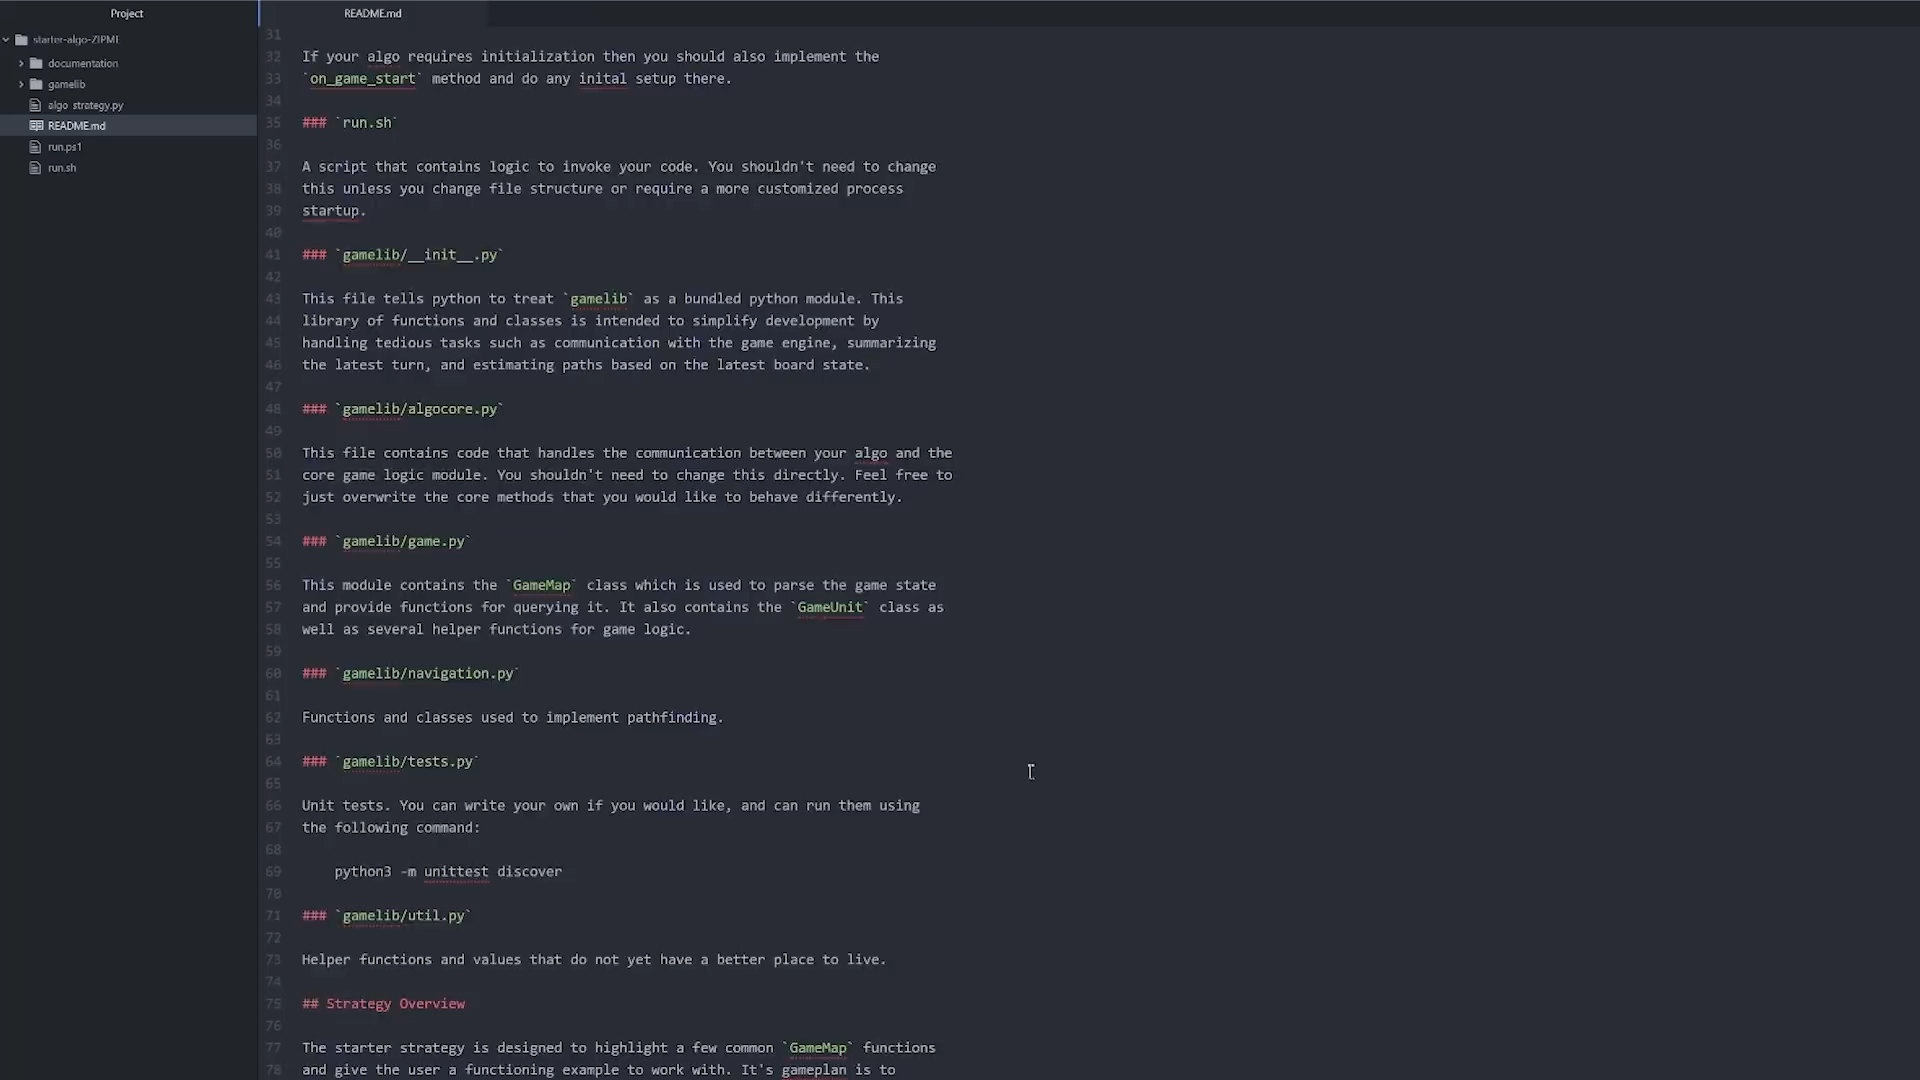 Project
README.md
starter-algo-ZIPME
documentation
gamelib
algo_strategy.py
README.md
run.ps1
run.sh
31
32 If your algo requires initialization then you should also implement the
33 `on_game_start` method and do any inital setup there.
34
35 ### `run.sh`
36
37 A script that contains logic to invoke your code. You shouldn't need to change
38 this unless you change file structure or require a more customized process
39 startup.
40
41 ### `gamelib/__init__.py`
42
43 This file tells python to treat `gamelib` as a bundled python module. This
44 library of functions and classes is intended to simplify development by
45 handling tedious tasks such as communication with the game engine, summarizing
46 the latest turn, and estimating paths based on the latest board state.
47
48 ### `gamelib/algocore.py`
49
50 This file contains code that handles the communication between your algo and the
51 core game logic module. You shouldn't need to change this directly. Feel free to
52 just overwrite the core methods that you would like to behave differently.
53
54 ### `gamelib/game.py`
55
56 This module contains the `GameMap` class which is used to parse the game state
57 and provide functions for querying it. It also contains the `GameUnit` class as
58 well as several helper functions for game logic.
59
60 ### `gamelib/navigation.py`
61
62 Functions and classes used to implement pathfinding.
63
64 ### `gamelib/tests.py`
65
66 Unit tests. You can write your own if you would like, and can run them using
67 the following command:
68
69 python3 -m unittest discover
70
71 ### `gamelib/util.py`
72
73 Helper functions and values that do not yet have a better place to live.
74
75 ## Strategy Overview
76
77 The starter strategy is designed to highlight a few common `GameMap` functions
78 and give the user a functioning example to work with. It's gameplan is to